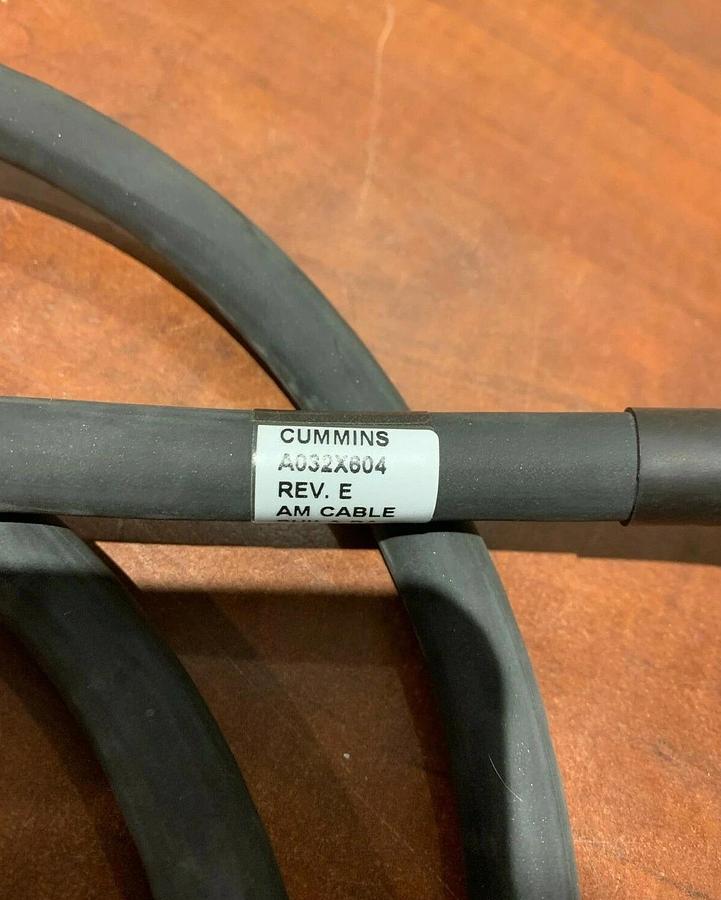 CUMMINS
A032X604
REV. E
AM CABLE